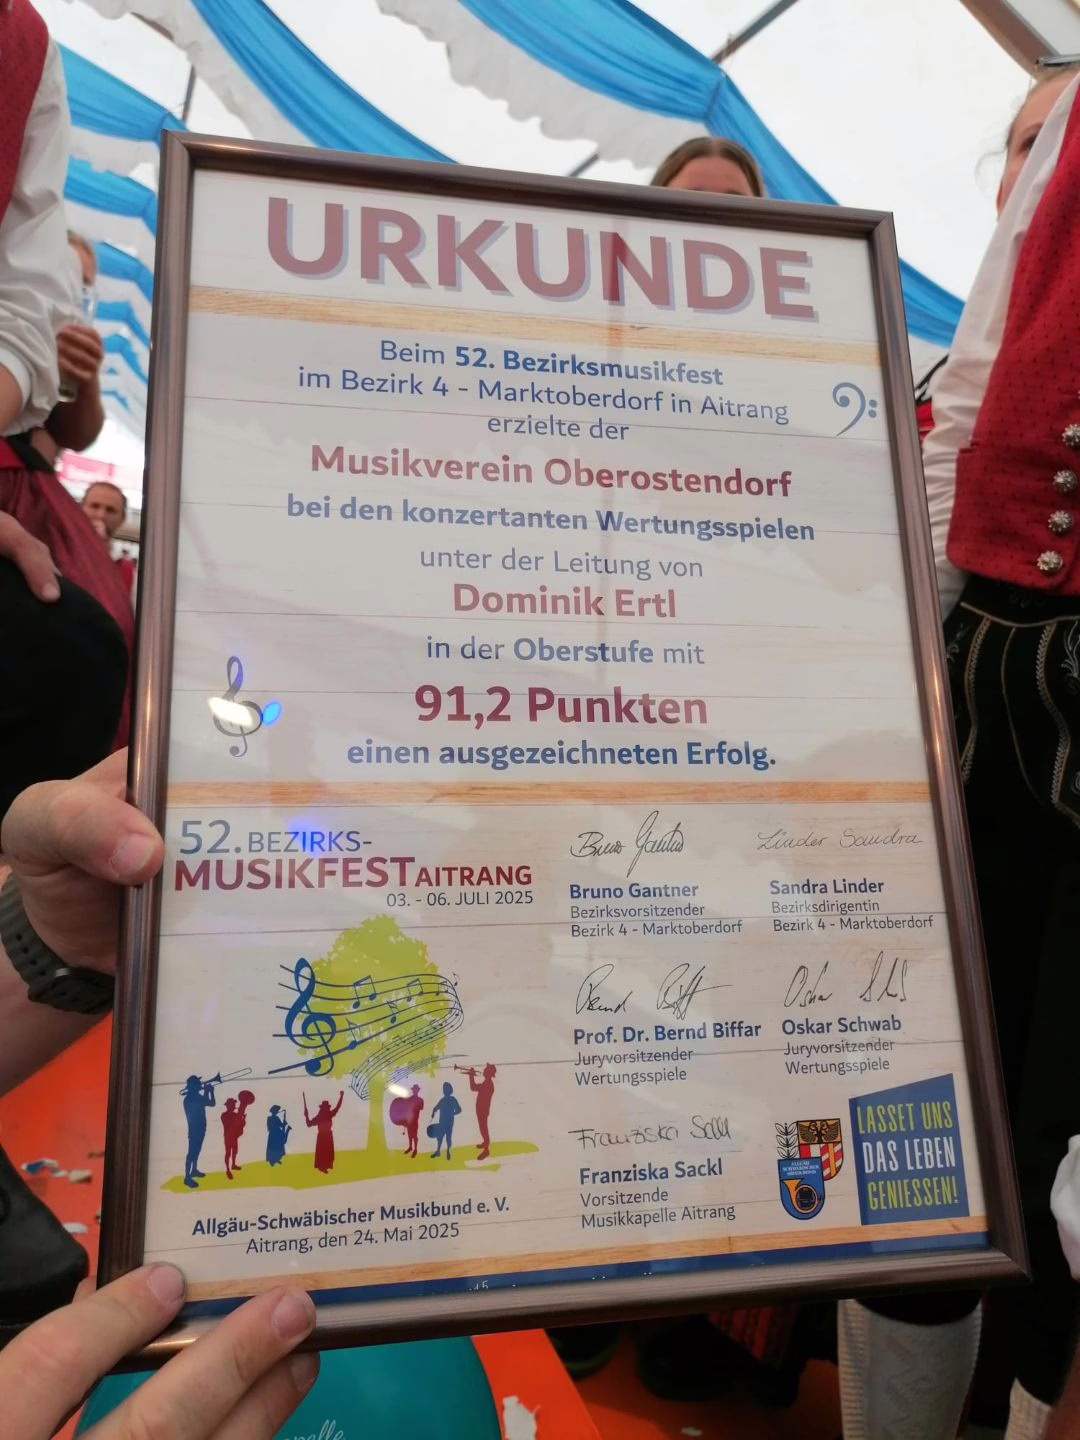 URKUNDE
Beim 52. Bezirksmusikfest
im Bezirk 4 - Marktoberdorf in Aitrang
erzielte der
Musikverein Oberostendorf
bei den konzertanten Wertungsspielen
unter der Leitung von
Dominik Ertl
in der Oberstufe mit
91,2 Punkten
einen ausgezeichneten Erfolg.
52. BEZIRKS-
MUSIKFEST AITRANG
03. - 06. JULI 2025
Allgäu-Schwäbischer Musikbund e. V.
Aitrang, den 24. Mai 2025
Bruno Gantner
Bezirksvorsitzender
Bezirk 4 - Marktoberdorf
Linder Sandra
Sandra Linder
Bezirksdirigentin
Bezirk 4 - Marktoberdorf
Prof. Dr. Bernd Biffar
Juryvorsitzender
Wertungsspiele
Oskar Schwab
Juryvorsitzender
Wertungsspiele
Franziska Sackl
Vorsitzende
Musikkapelle Aitrang
ALLGÄU
SCHWÄBISCHER
MUSIKBUND
LASSET UNS
DAS LEBEN
GENIESSEN!